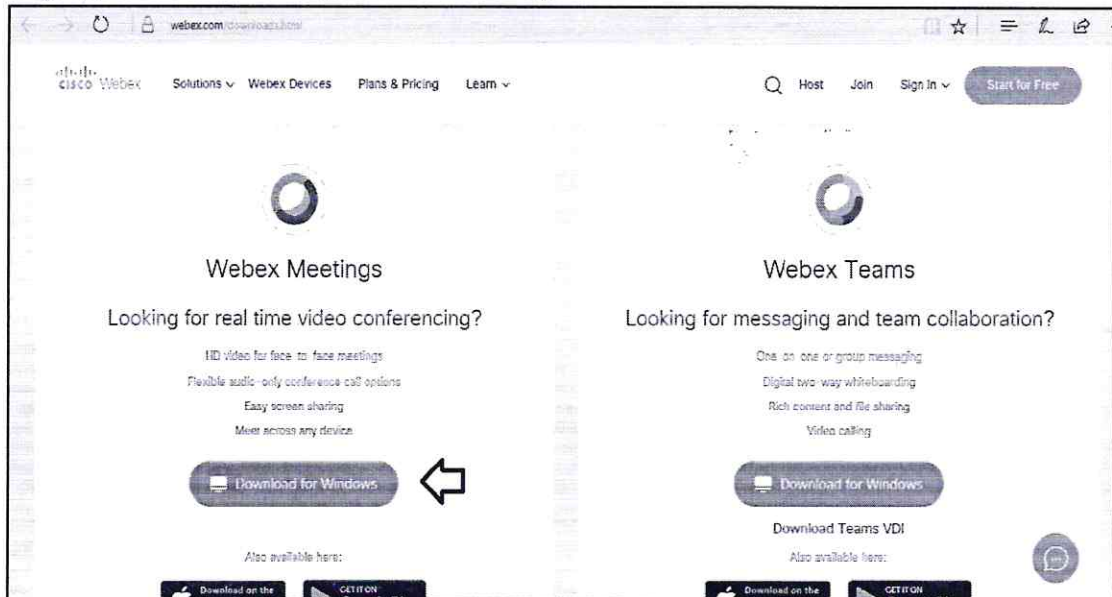 webex.com/downloads.html
cisco Webex Solutions Webex Devices Plans & Pricing Learn Host Join Sign In Start for Free
Webex Meetings
Looking for real time video conferencing?
HD video for face-to-face meetings
Flexible audio-only conference call options
Easy screen sharing
Meet across any device
Download for Windows
Also available here:
Download on the
GET IT ON
Webex Teams
Looking for messaging and team collaboration?
One-on-one or group messaging
Digital two-way whiteboarding
Rich content and file sharing
Video calling
Download for Windows
Download Teams VDI
Also available here:
Download on the
GET IT ON